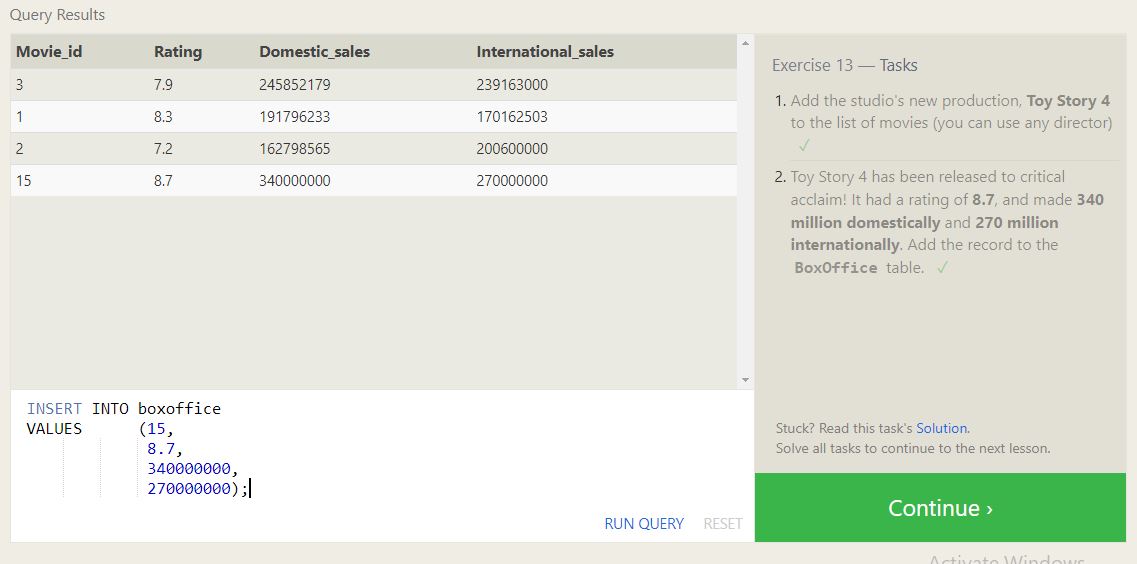 Query Results
Movie_id Rating Domestic_sales International_sales
3 7.9 245852179 239163000
1 8.3 191796233 170162503
2 7.2 162798565 200600000
15 8.7 340000000 270000000
INSERT INTO boxoffice
VALUES (15,
8.7,
340000000,
270000000);
RUN QUERY RESET
Exercise 13 — Tasks
1. Add the studio's new production, Toy Story 4
to the list of movies (you can use any director)
✓
2. Toy Story 4 has been released to critical
acclaim! It had a rating of 8.7, and made 340
million domestically and 270 million
internationally. Add the record to the
BoxOffice table. ✓
Stuck? Read this task's Solution.
Solve all tasks to continue to the next lesson.
Continue ›
Activate Windows